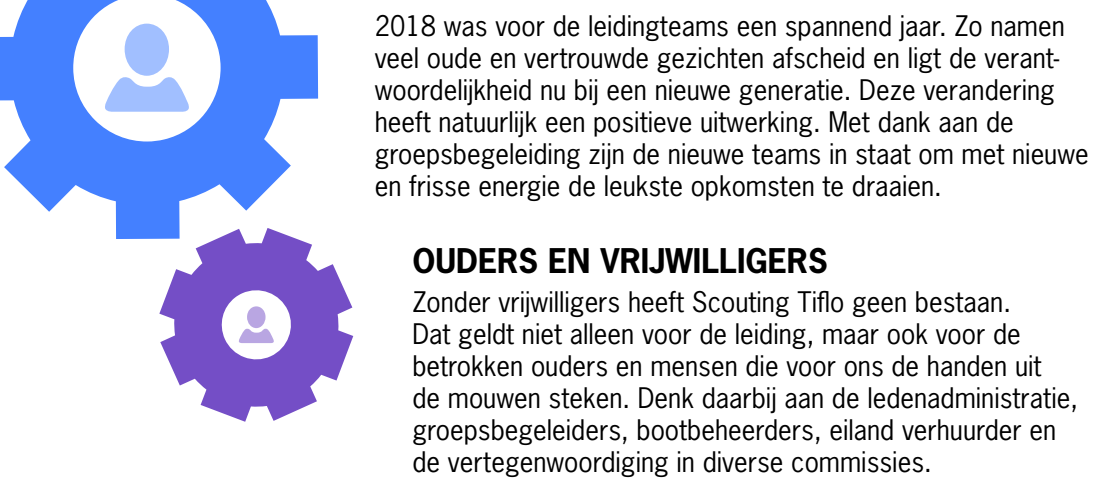 2018 was voor de leidingteams een spannend jaar. Zo namen
veel oude en vertrouwde gezichten afscheid en ligt de verant-
woordelijkheid nu bij een nieuwe generatie. Deze verandering
heeft natuurlijk een positieve uitwerking. Met dank aan de
groepsbegeleiding zijn de nieuwe teams in staat om met nieuwe
en frisse energie de leukste opkomsten te draaien.
OUDERS EN VRIJWILLIGERS
Zonder vrijwilligers heeft Scouting Tiflo geen bestaan.
Dat geldt niet alleen voor de leiding, maar ook voor de
betrokken ouders en mensen die voor ons de handen uit
de mouwen steken. Denk daarbij aan de ledenadministratie,
groepsbegeleiders, bootbeheerders, eiland verhuurder en
de vertegenwoordiging in diverse commissies.